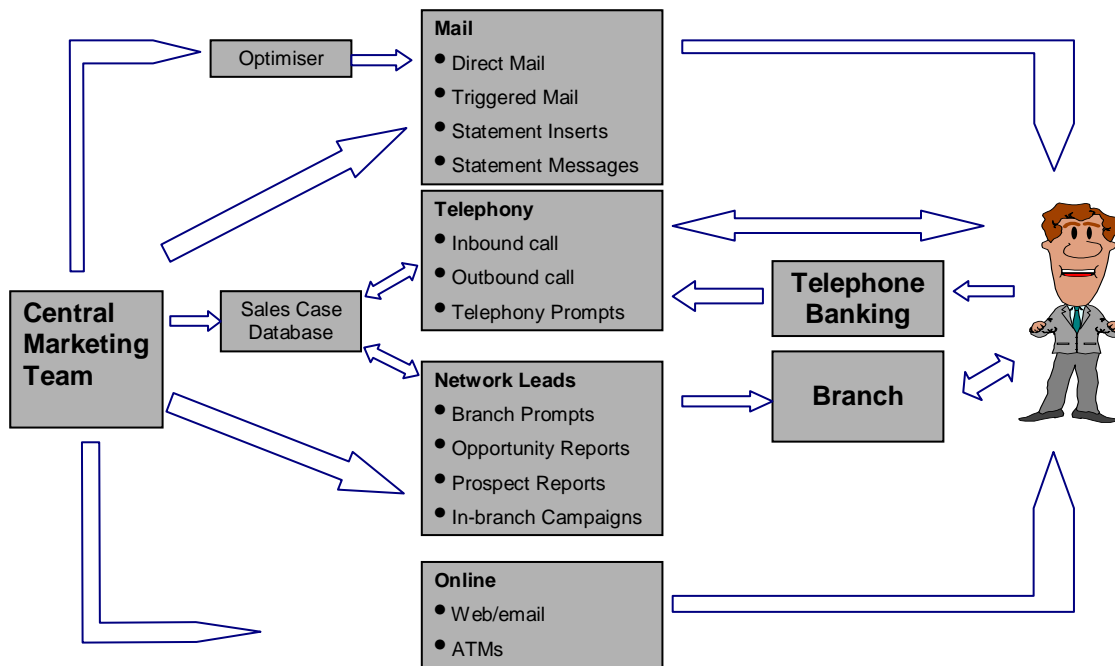 Optimiser
Mail
• Direct Mail
• Triggered Mail
• Statement Inserts
• Statement Messages
Telephony
• Inbound call
• Outbound call
• Telephony Prompts
Central
Marketing
Team
Sales Case
Database
Telephone
Banking
Network Leads
• Branch Prompts
• Opportunity Reports
• Prospect Reports
• In-branch Campaigns
Branch
Online
• Web/email
• ATMs